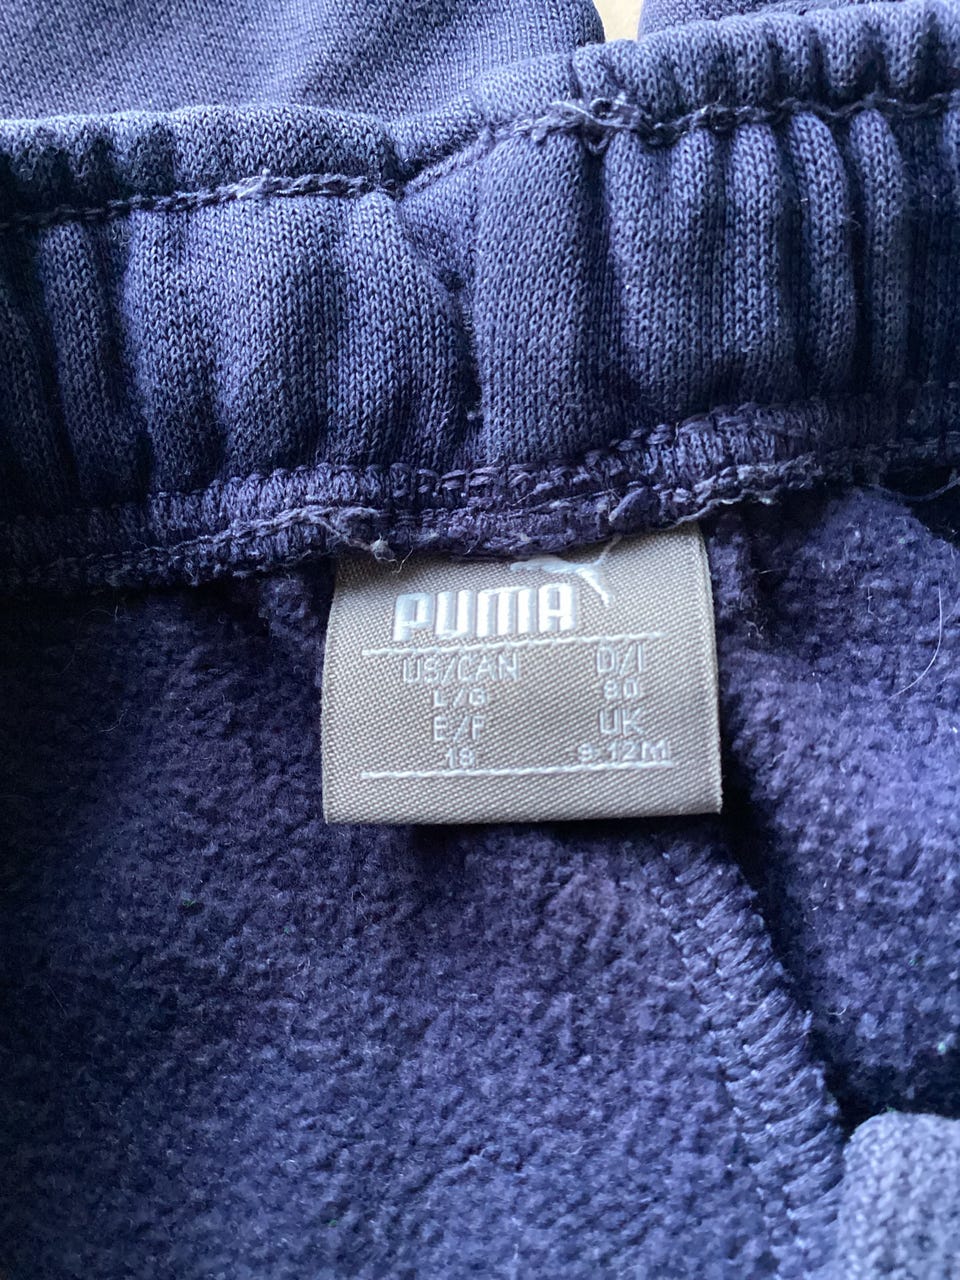 PUMA
US/CAN D/I
L/G 80
E/F UK
18 9-12M